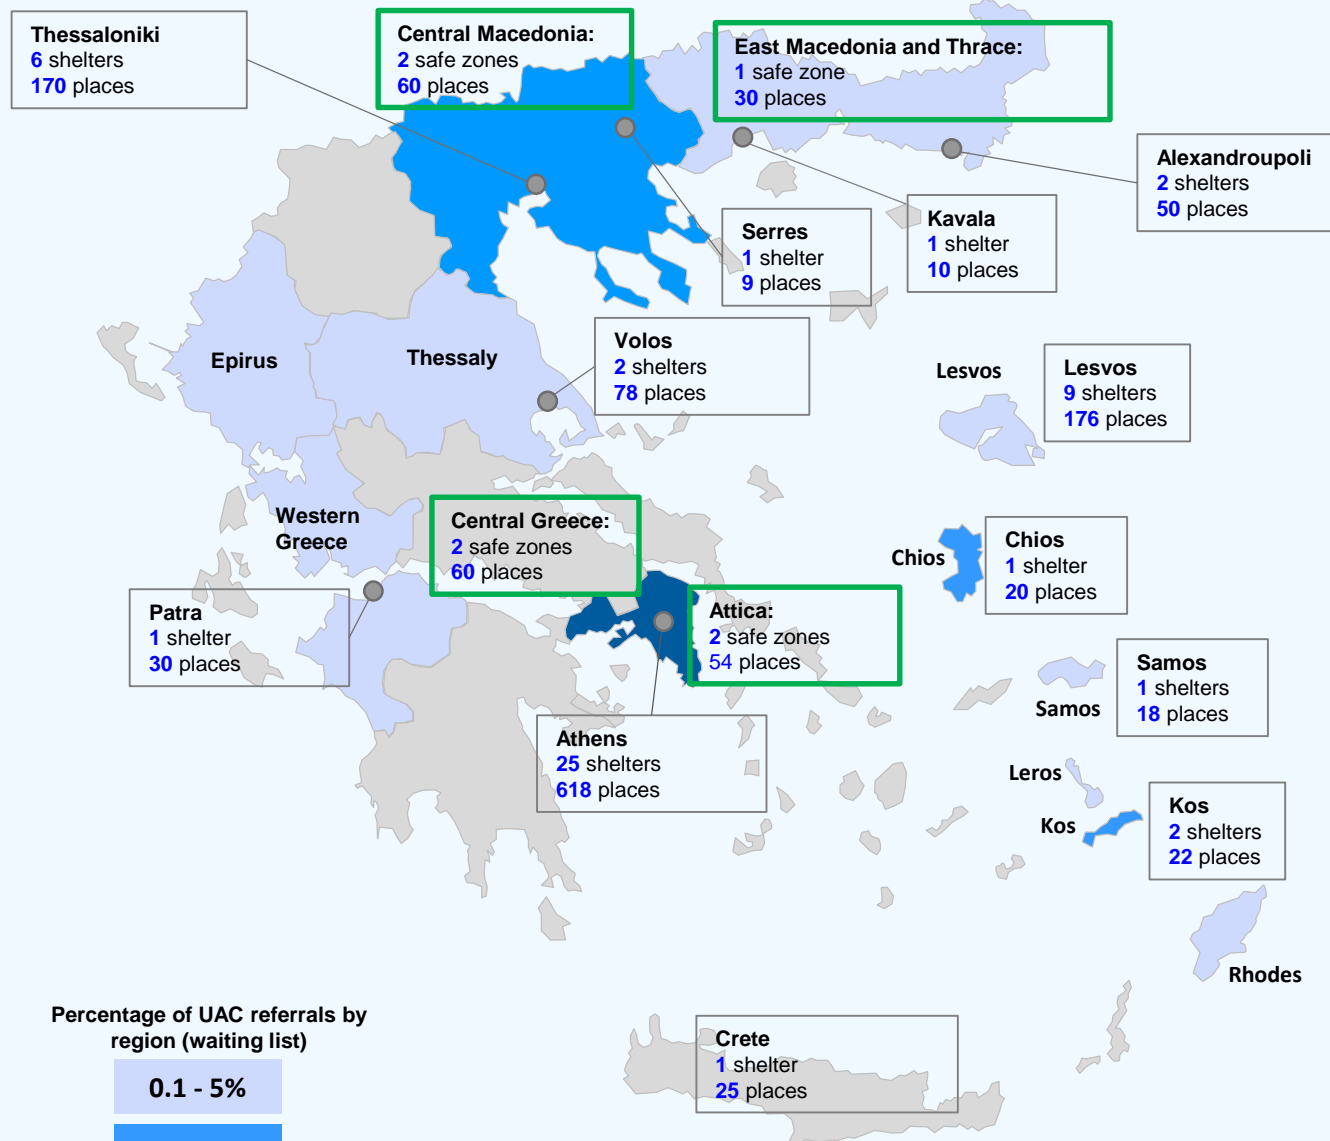 Thessaloniki
6 shelters
170 places
Central Macedonia:
2 safe zones
60 places
East Macedonia and Thrace:
1 safe zone
30 places
Alexandroupoli
2 shelters
50 places
Serres
1 shelter
9 places
Kavala
1 shelter
10 places
Epirus
Thessaly
Volos
2 shelters
78 places
Lesvos
Lesvos
9 shelters
176 places
Western
Greece
Central Greece:
2 safe zones
60 places
Chios
Chios
1 shelter
20 places
Patra
1 shelter
30 places
Attica:
2 safe zones
54 places
Samos
Samos
1 shelters
18 places
Athens
25 shelters
618 places
Leros
Kos
Kos
2 shelters
22 places
Rhodes
Percentage of UAC referrals by
region (waiting list)
0.1 - 5%
Crete
1 shelter
25 places